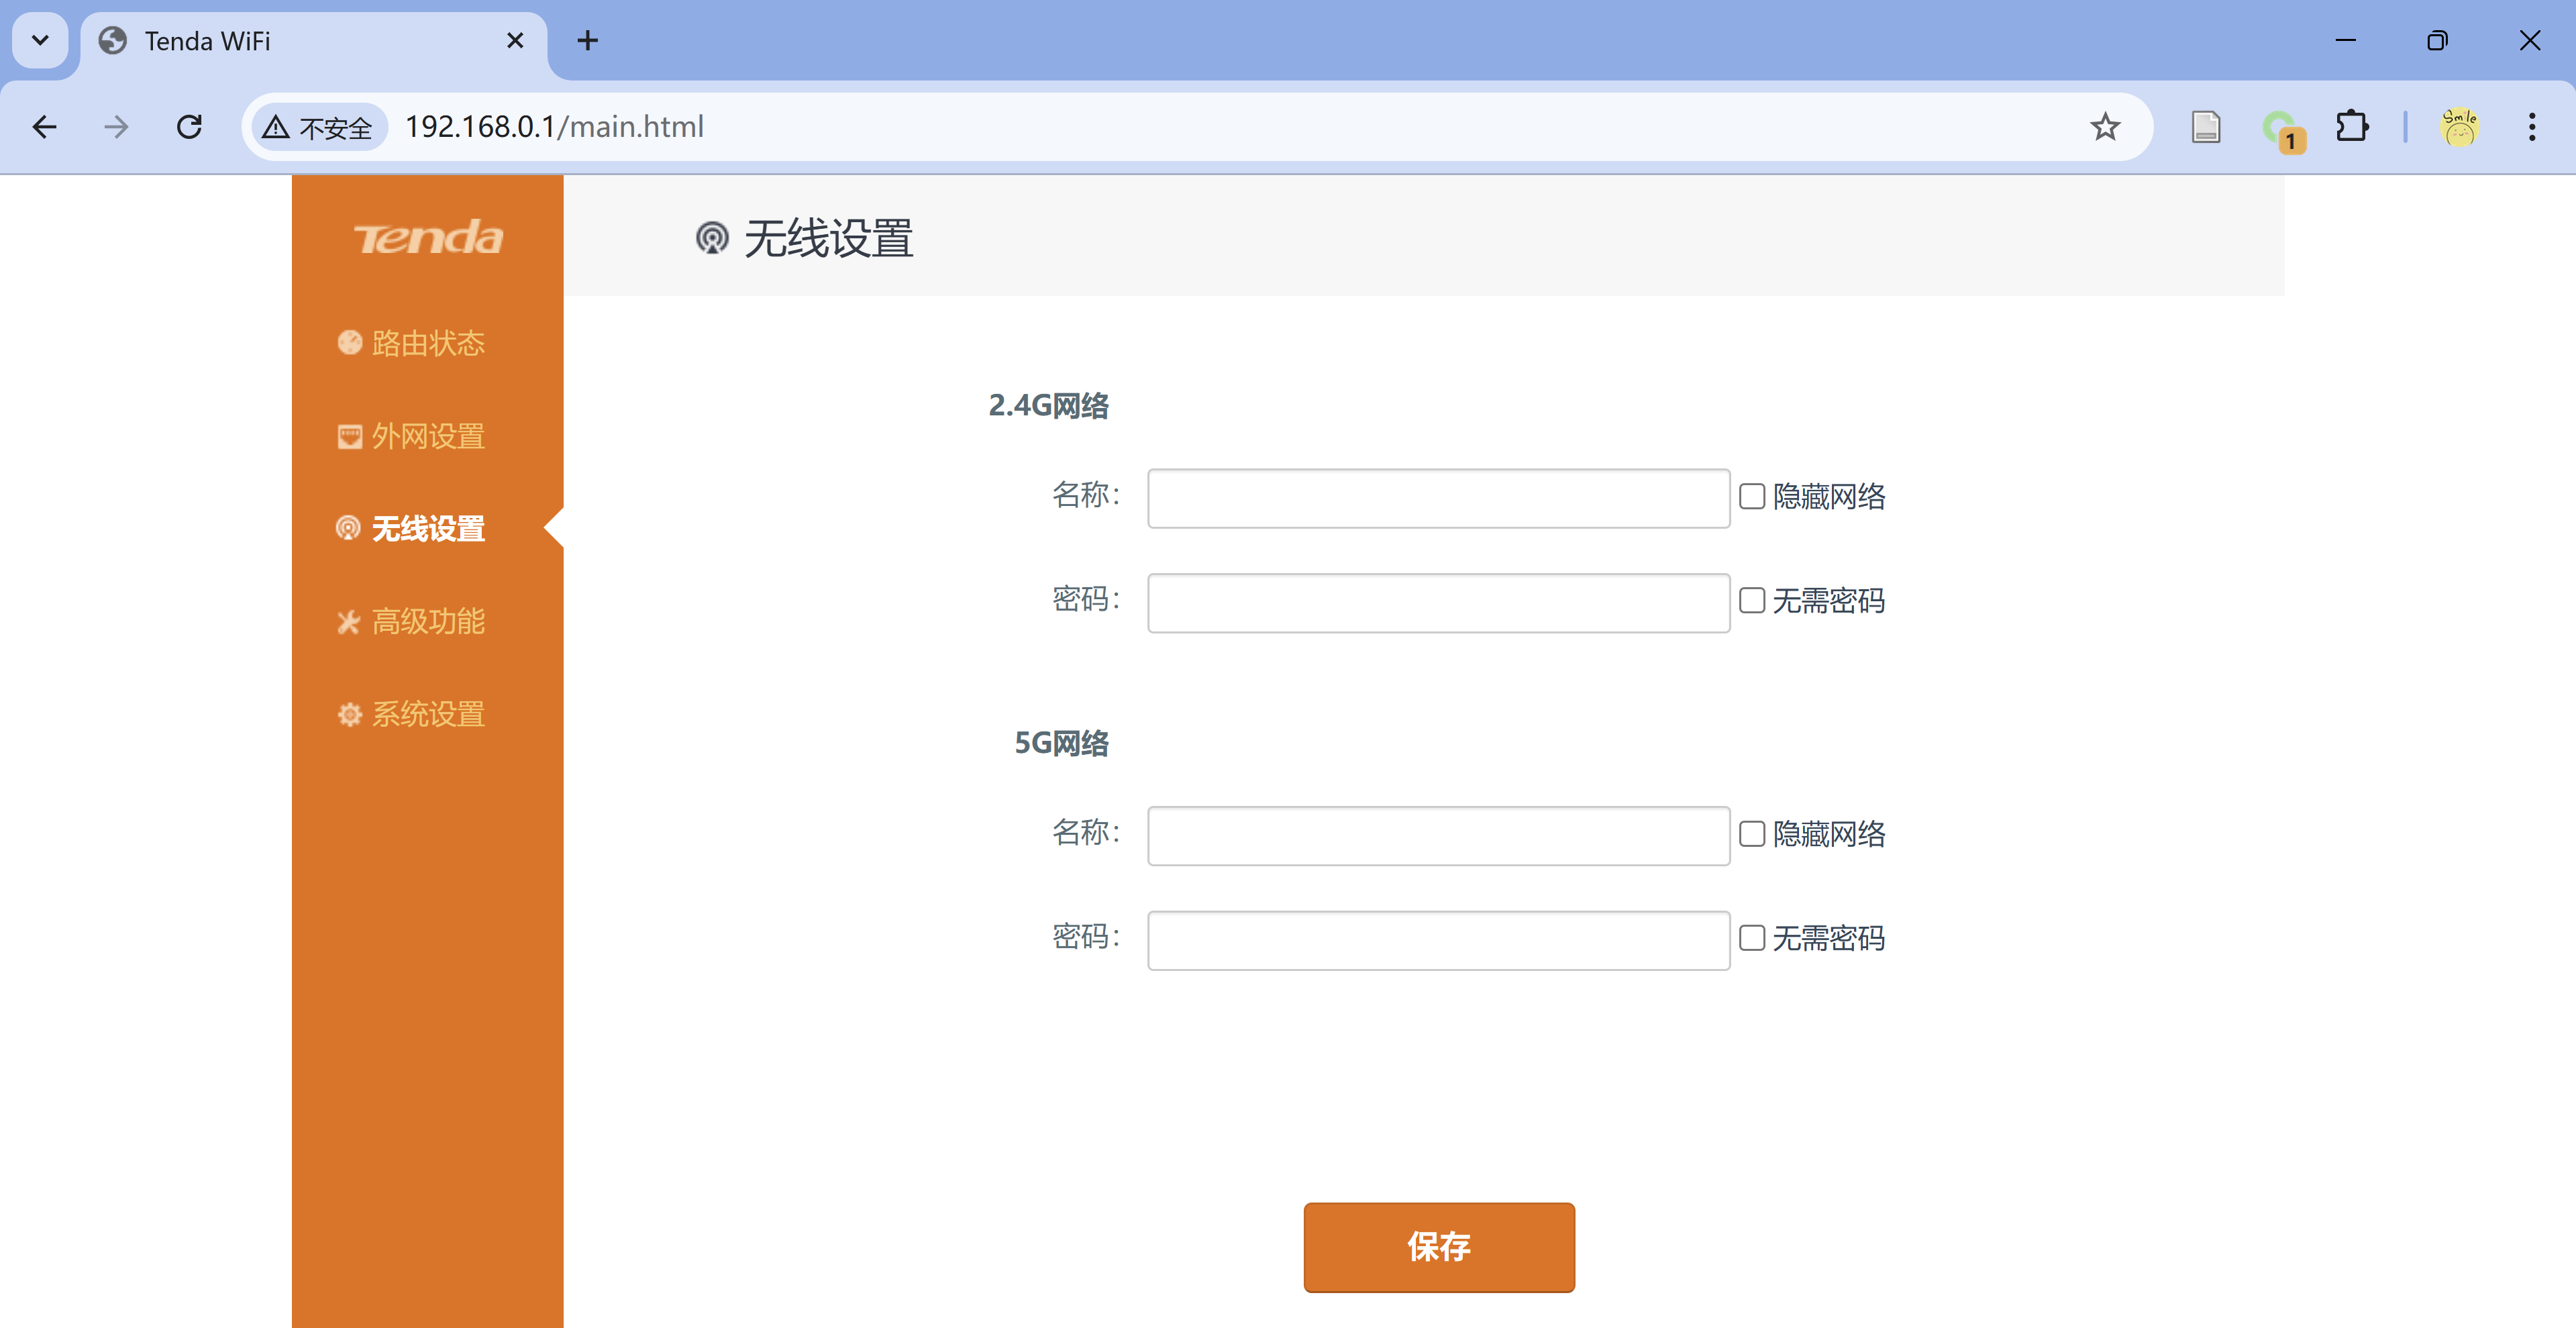 Tenda WiFi
不安全 192.168.0.1/main.html
1
Smile
Tenda
无线设置
路由状态
外网设置
无线设置
高级功能
系统设置
2.4G网络
名称： 隐藏网络
密码： 无需密码
5G网络
名称： 隐藏网络
密码： 无需密码
保存